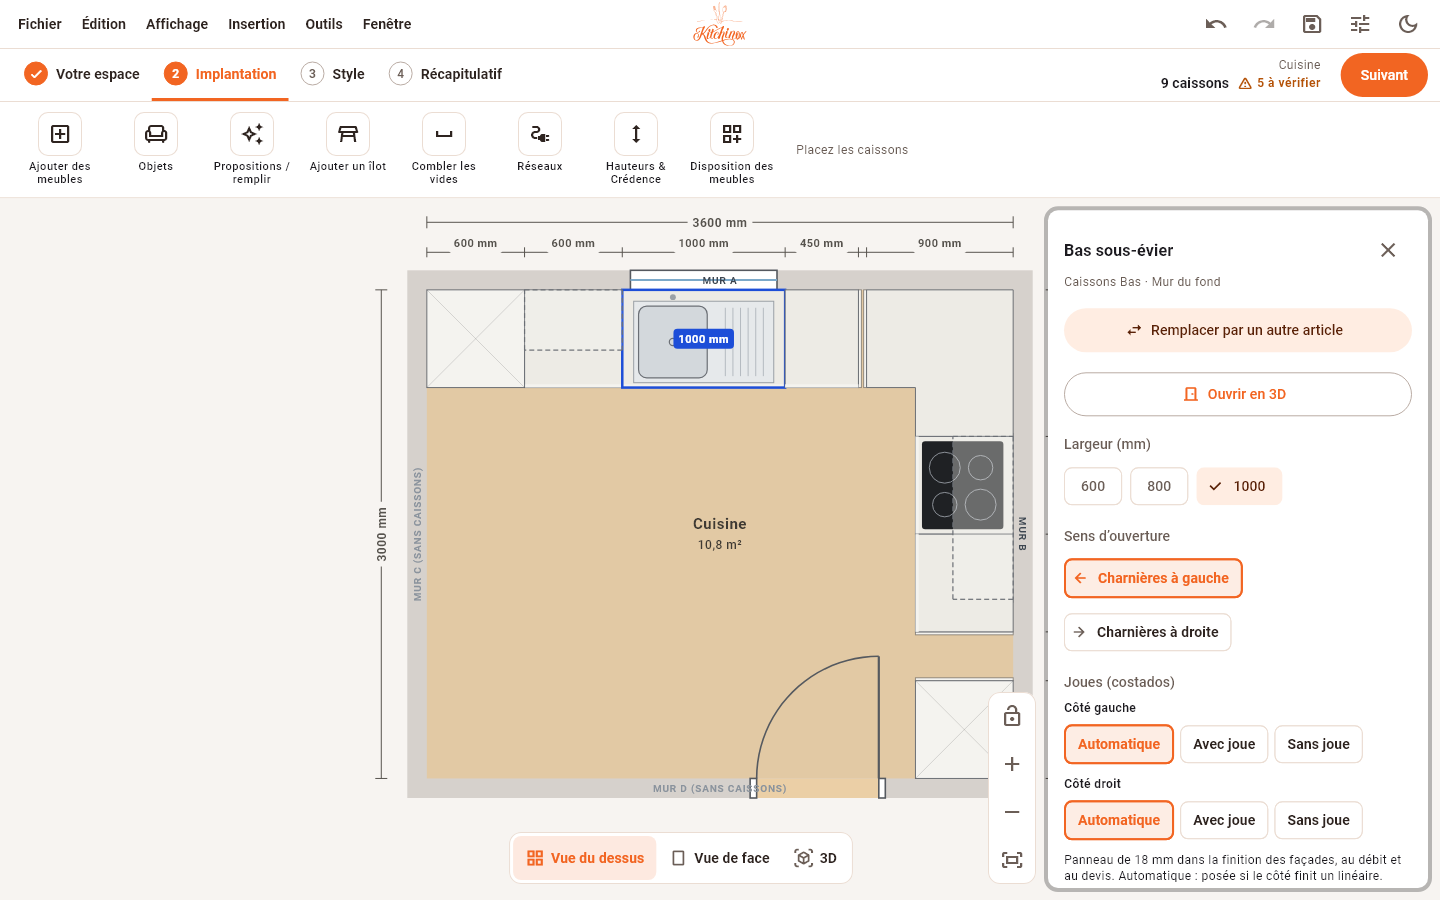 Fichier Édition Affichage Insertion Outils Fenêtre
Kitchinox
Votre espace
2 Implantation
3 Style
4 Récapitulatif
Cuisine
9 caissons 5 à vérifier
Suivant
Ajouter des
meubles
Objets
Propositions /
remplir
Ajouter un îlot
Combler les
vides
Réseaux
Hauteurs &
Crédence
Disposition des
meubles
Placez les caissons
3600 mm
600 mm 600 mm 1000 mm 450 mm 900 mm
MUR A
1000 mm
3000 mm
MUR C (SANS CAISSONS)
Cuisine
10,8 m²
MUR B
MUR D (SANS CAISSONS)
Vue du dessus Vue de face 3D
Bas sous-évier
Caissons Bas · Mur du fond
Remplacer par un autre article
Ouvrir en 3D
Largeur (mm)
600 800 1000
Sens d’ouverture
Charnières à gauche
Charnières à droite
Joues (costados)
Côté gauche
Automatique Avec joue Sans joue
Côté droit
Automatique Avec joue Sans joue
Panneau de 18 mm dans la finition des façades, au débit et
au devis. Automatique : posée si le côté finit un linéaire.